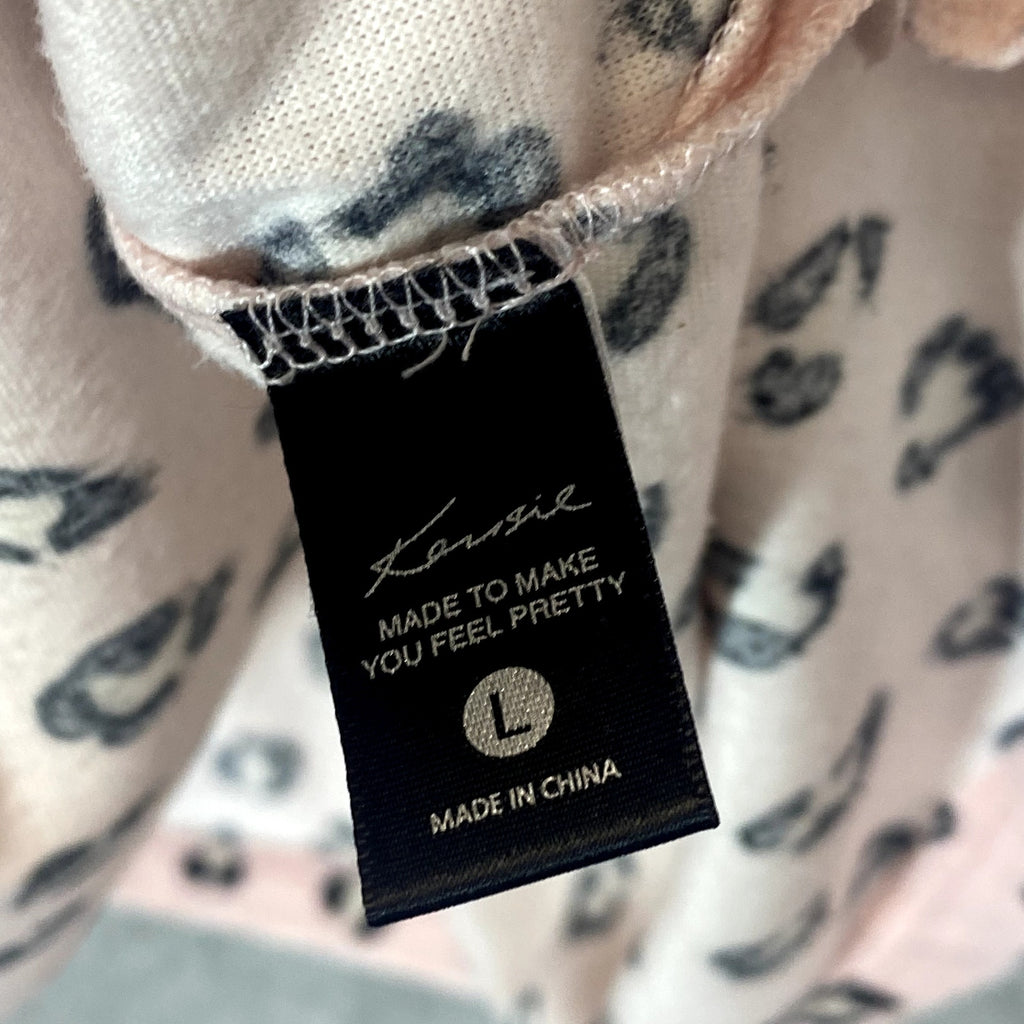 Kensie
MADE TO MAKE
YOU FEEL PRETTY
L
MADE IN CHINA